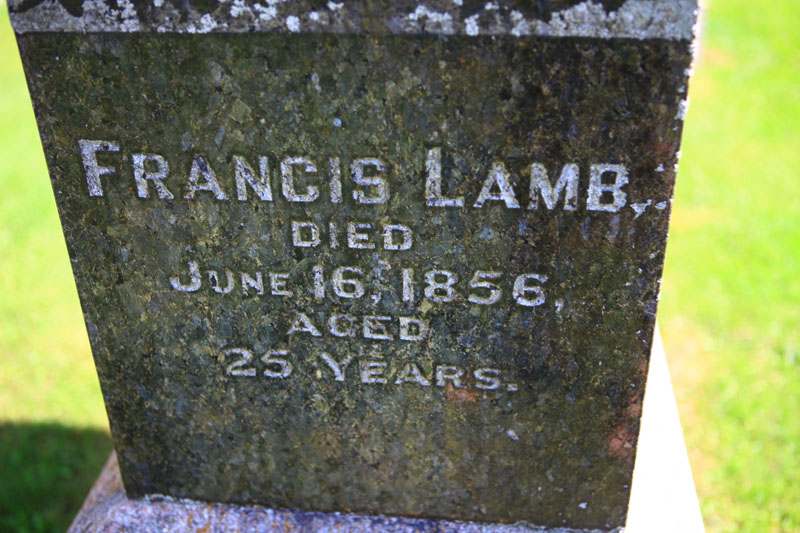 FRANCIS LAMB,
DIED
JUNE 16, 1856,
AGED
25 YEARS.